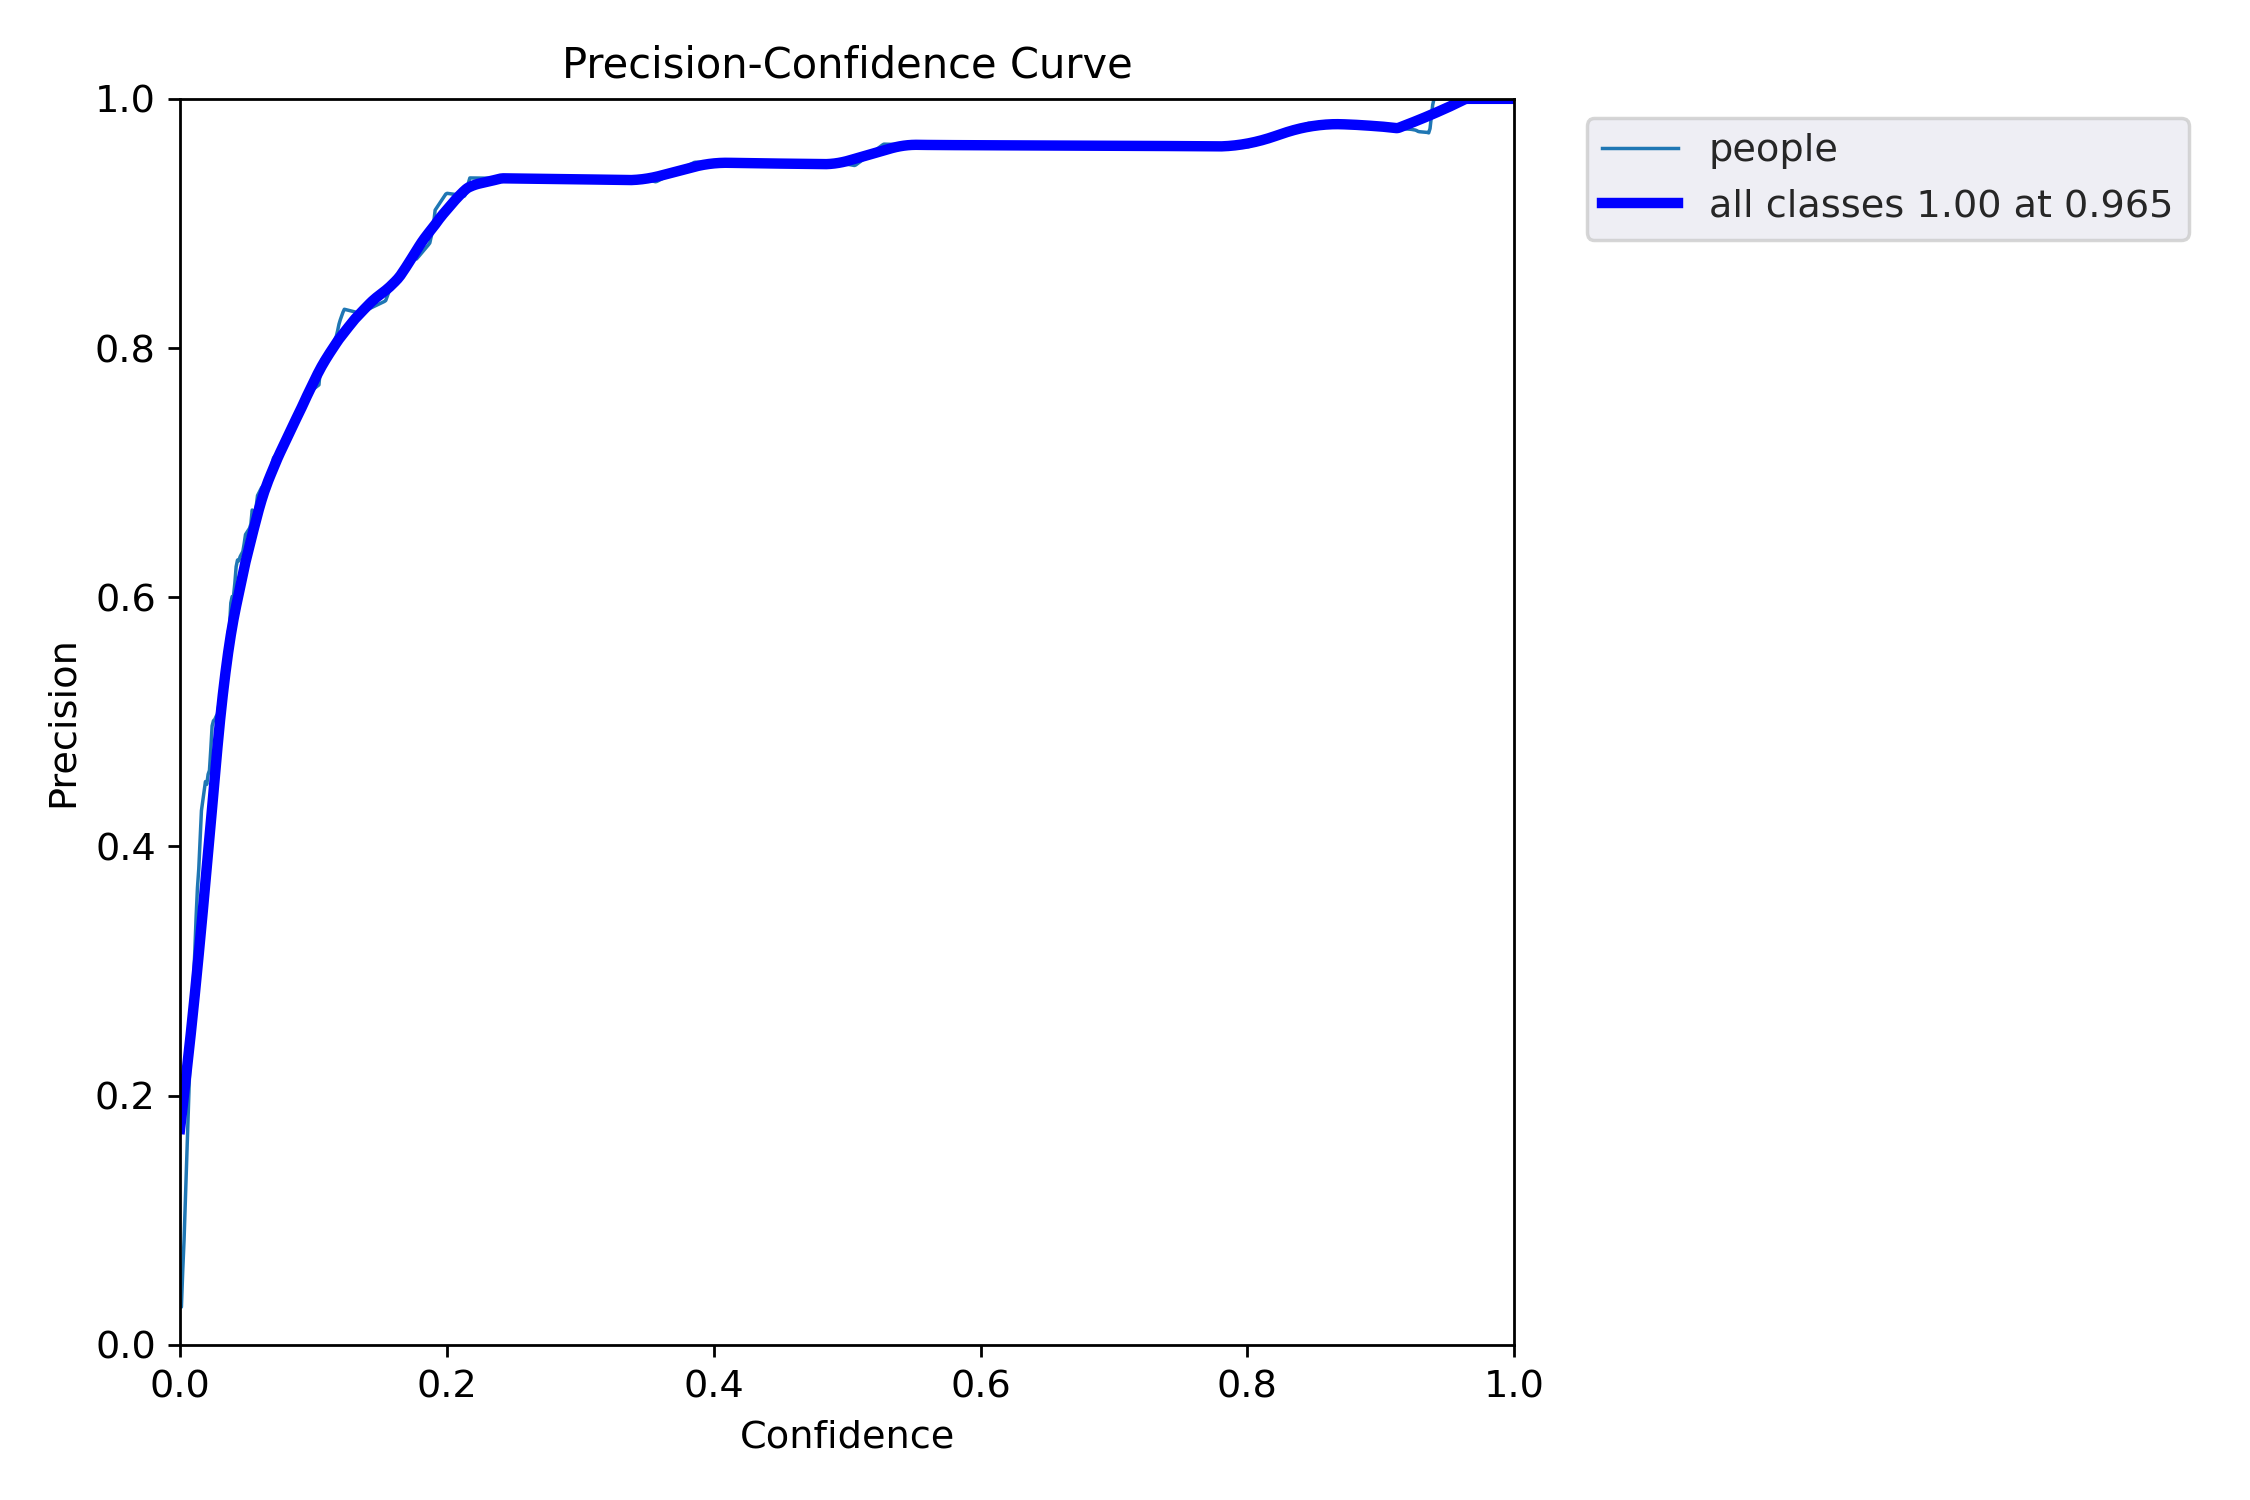 Precision-Confidence Curve
1.0
0.8
0.6
0.4
0.2
0.0
Precision
0.0 0.2 0.4 0.6 0.8 1.0
Confidence
people
all classes 1.00 at 0.965